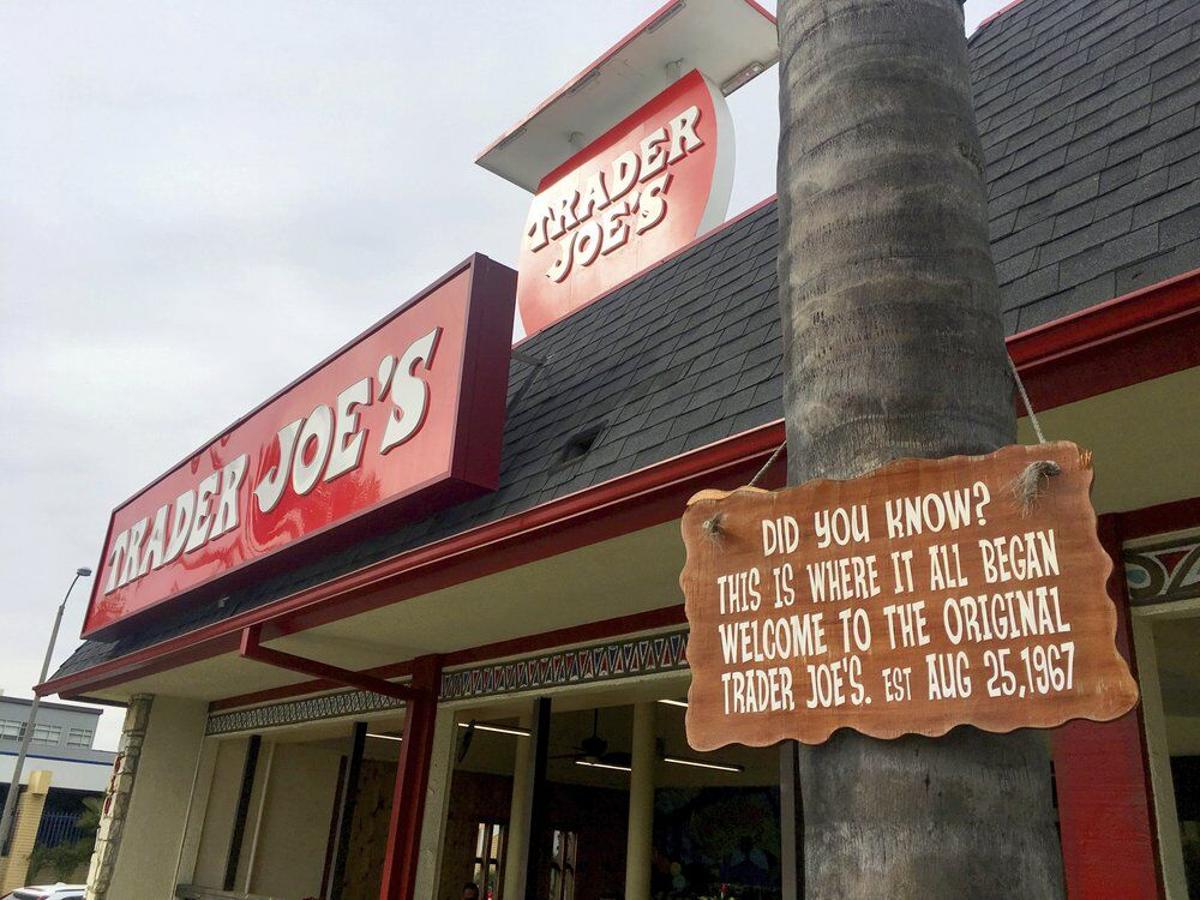 TRADER
JOE'S
TRADER JOE'S
DID YOU KNOW?
THIS IS WHERE IT ALL BEGAN
WELCOME TO THE ORIGINAL
TRADER JOE'S. EST AUG 25,1967